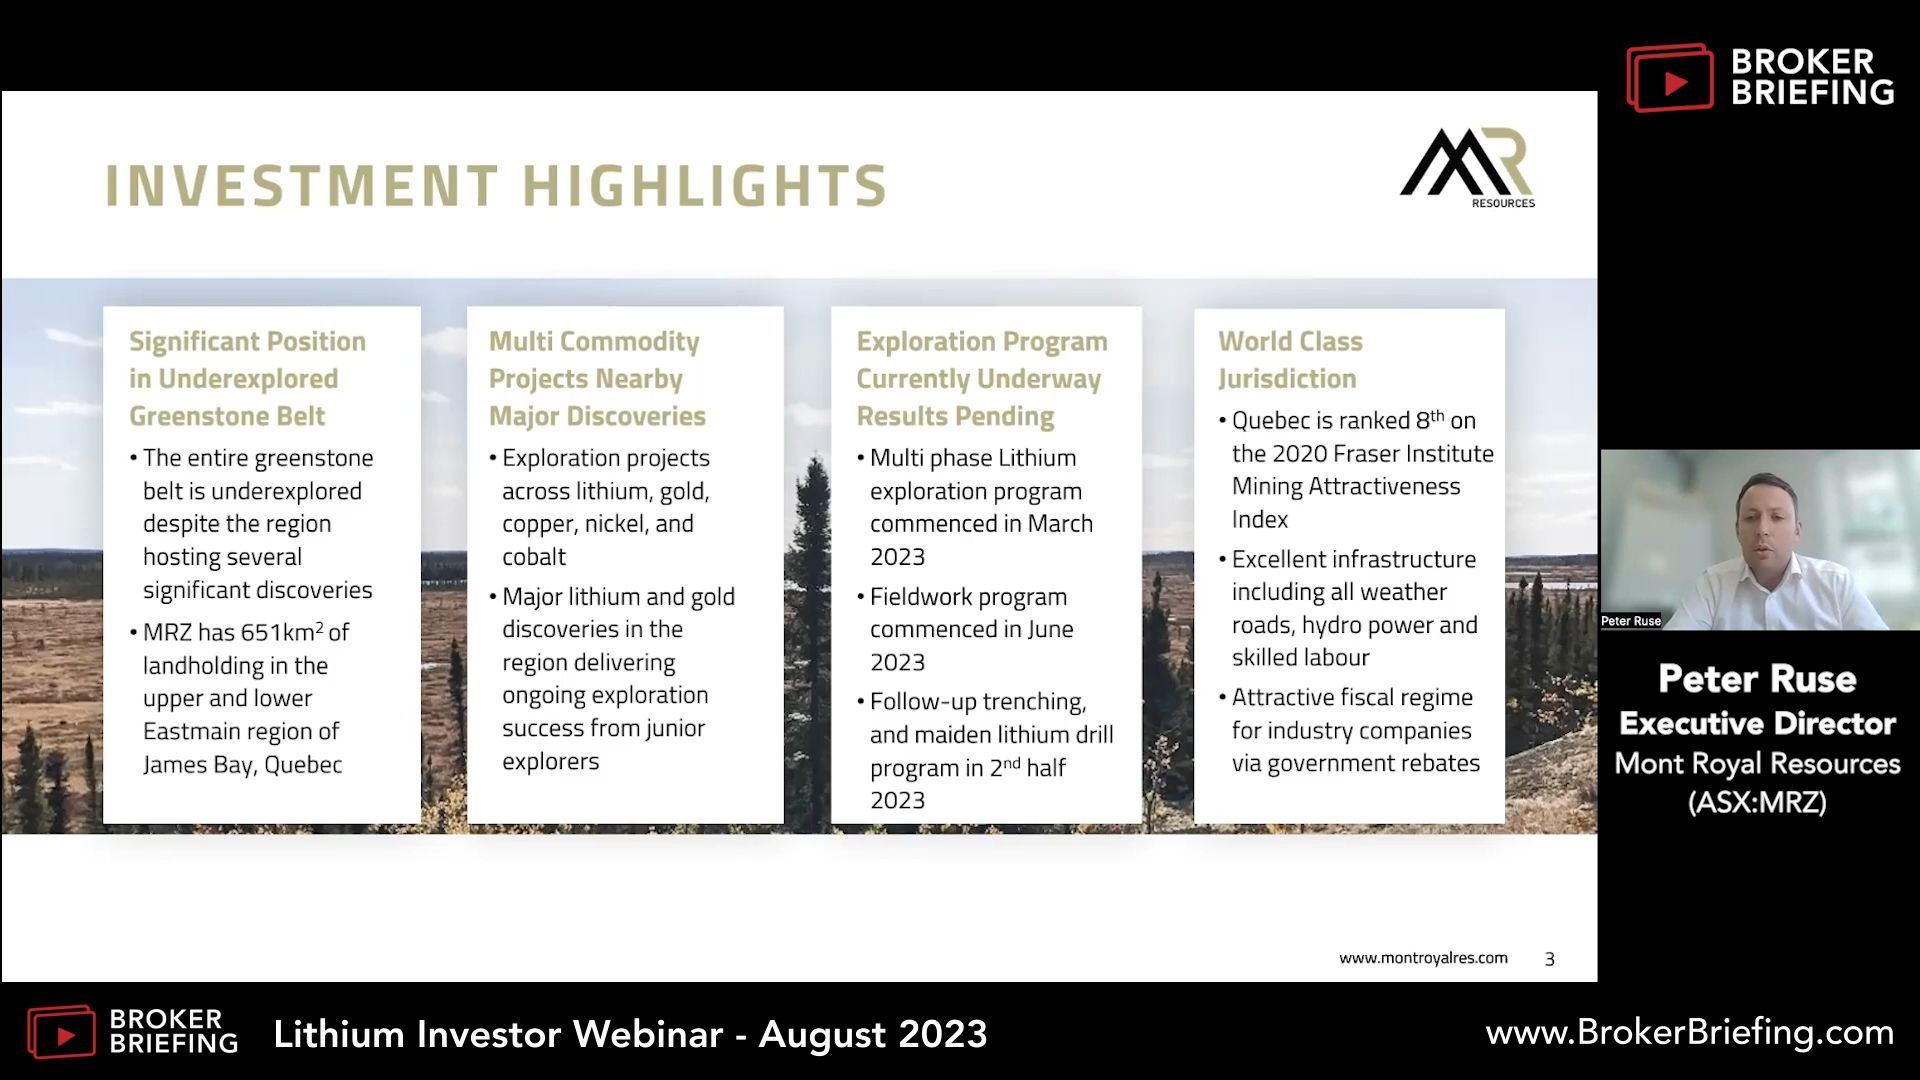 BROKER
BRIEFING
INVESTMENT HIGHLIGHTS
MR
RESOURCES
Significant Position
in Underexplored
Greenstone Belt
• The entire greenstone
belt is underexplored
despite the region
hosting several
significant discoveries
• MRZ has 651km² of
landholding in the
upper and lower
Eastmain region of
James Bay, Quebec
Multi Commodity
Projects Nearby
Major Discoveries
• Exploration projects
across lithium, gold,
copper, nickel, and
cobalt
• Major lithium and gold
discoveries in the
region delivering
ongoing exploration
success from junior
explorers
Exploration Program
Currently Underway
Results Pending
• Multi phase Lithium
exploration program
commenced in March
2023
• Fieldwork program
commenced in June
2023
• Follow-up trenching,
and maiden lithium drill
program in 2nd half
2023
World Class
Jurisdiction
• Quebec is ranked 8th on
the 2020 Fraser Institute
Mining Attractiveness
Index
• Excellent infrastructure
including all weather
roads, hydro power and
skilled labour
• Attractive fiscal regime
for industry companies
via government rebates
www.montroyalres.com 3
Peter Ruse
Peter Ruse
Executive Director
Mont Royal Resources
(ASX:MRZ)
BROKER
BRIEFING
Lithium Investor Webinar - August 2023
www.BrokerBriefing.com